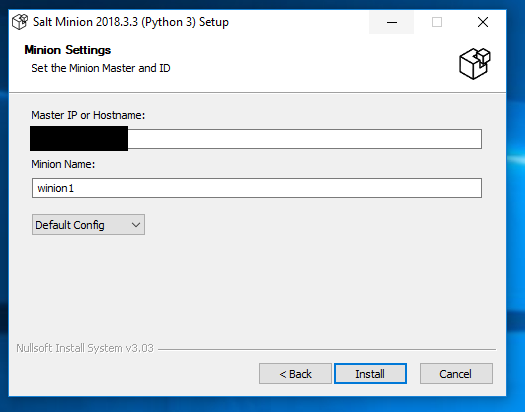 Salt Minion 2018.3.3 (Python 3) Setup
Minion Settings
Set the Minion Master and ID
Master IP or Hostname:
Minion Name:
winion1
Default Config
Nullsoft Install System v3.03
< Back
Install
Cancel